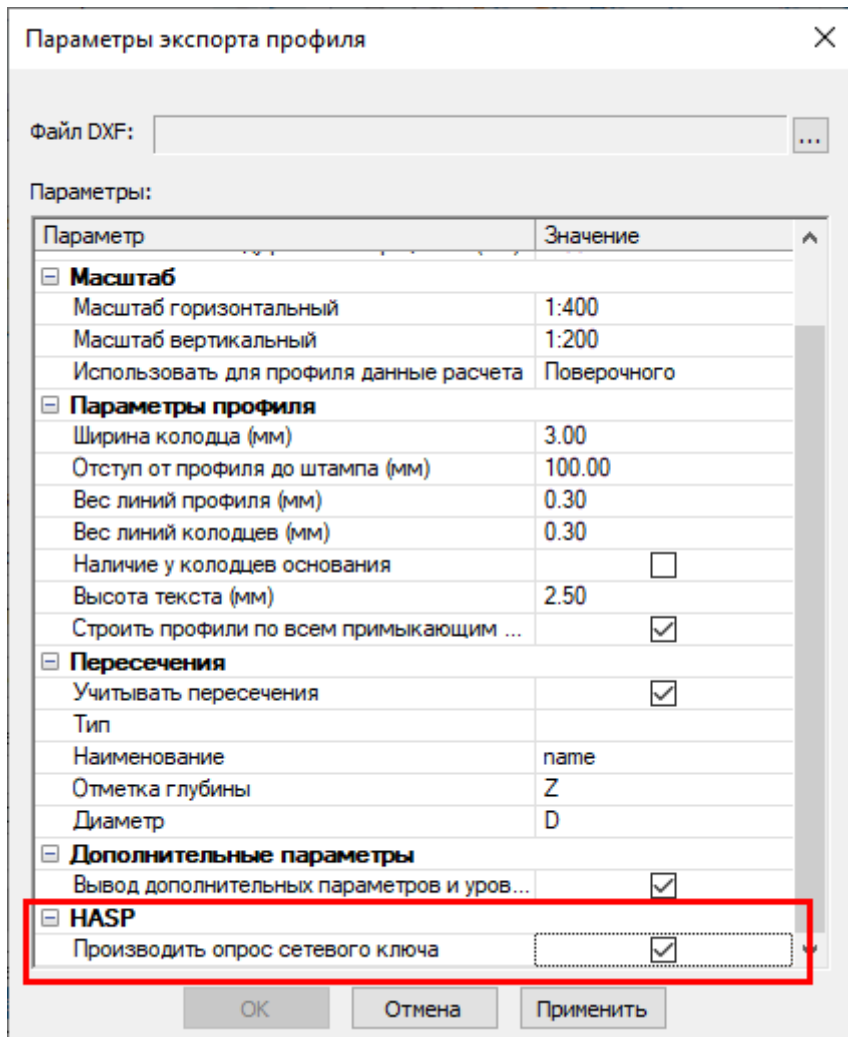 Параметры экспорта профиля
Файл DXF:
...
Параметры:
Параметр Значение
Масштаб
Масштаб горизонтальный 1:400
Масштаб вертикальный 1:200
Использовать для профиля данные расчета Поверочного
Параметры профиля
Ширина колодца (мм) 3.00
Отступ от профиля до штампа (мм) 100.00
Вес линий профиля (мм) 0.30
Вес линий колодцев (мм) 0.30
Наличие у колодцев основания
Высота текста (мм) 2.50
Строить профили по всем примыкающим ...
Пересечения
Учитывать пересечения
Тип
Наименование name
Отметка глубины Z
Диаметр D
Дополнительные параметры
Вывод дополнительных параметров и уров...
HASP
Производить опрос сетевого ключа
ОК Отмена Применить